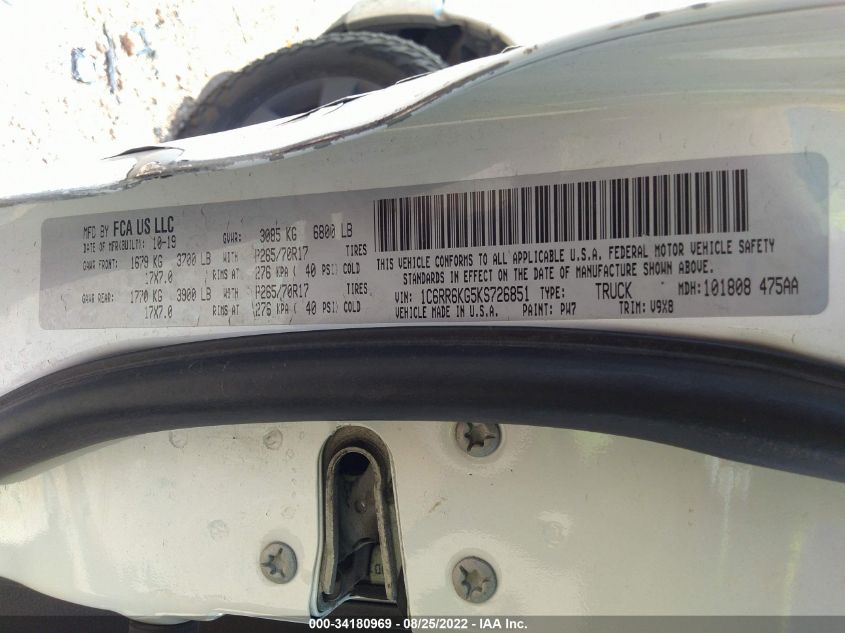 MFD BY FCA US LLC
DATE OF MFR(BUILT): 10-19 GVWR: 3085 KG 6800 LB
GAWR FRONT: 1679 KG 3700 LB WITH P265/70R17 TIRES
17X7.0 RIMS AT 276 KPA ( 40 PSI) COLD
GAWR REAR: 1770 KG 3900 LB WITH P265/70R17 TIRES
17X7.0 RIMS AT 276 KPA ( 40 PSI) COLD
THIS VEHICLE CONFORMS TO ALL APPLICABLE U.S.A. FEDERAL MOTOR VEHICLE SAFETY
STANDARDS IN EFFECT ON THE DATE OF MANUFACTURE SHOWN ABOVE.
VIN: 1C6RR6KG5KS726851 TYPE: TRUCK MDH: 101808 475AA
VEHICLE MADE IN U.S.A. PAINT: PW7 TRIM: V9X8
000-34180969 - 08/25/2022 - IAA Inc.